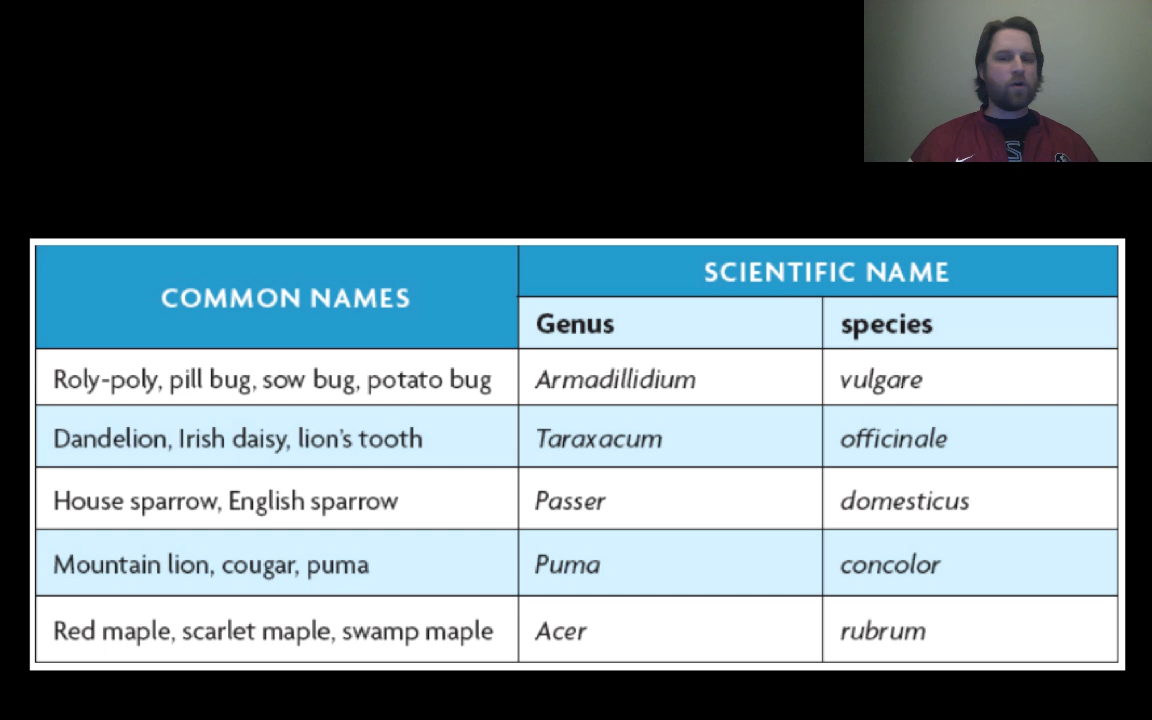 COMMON NAMES
SCIENTIFIC NAME
Genus
species
Roly-poly, pill bug, sow bug, potato bug
Armadillidium
vulgare
Dandelion, Irish daisy, lion's tooth
Taraxacum
officinale
House sparrow, English sparrow
Passer
domesticus
Mountain lion, cougar, puma
Puma
concolor
Red maple, scarlet maple, swamp maple
Acer
rubrum